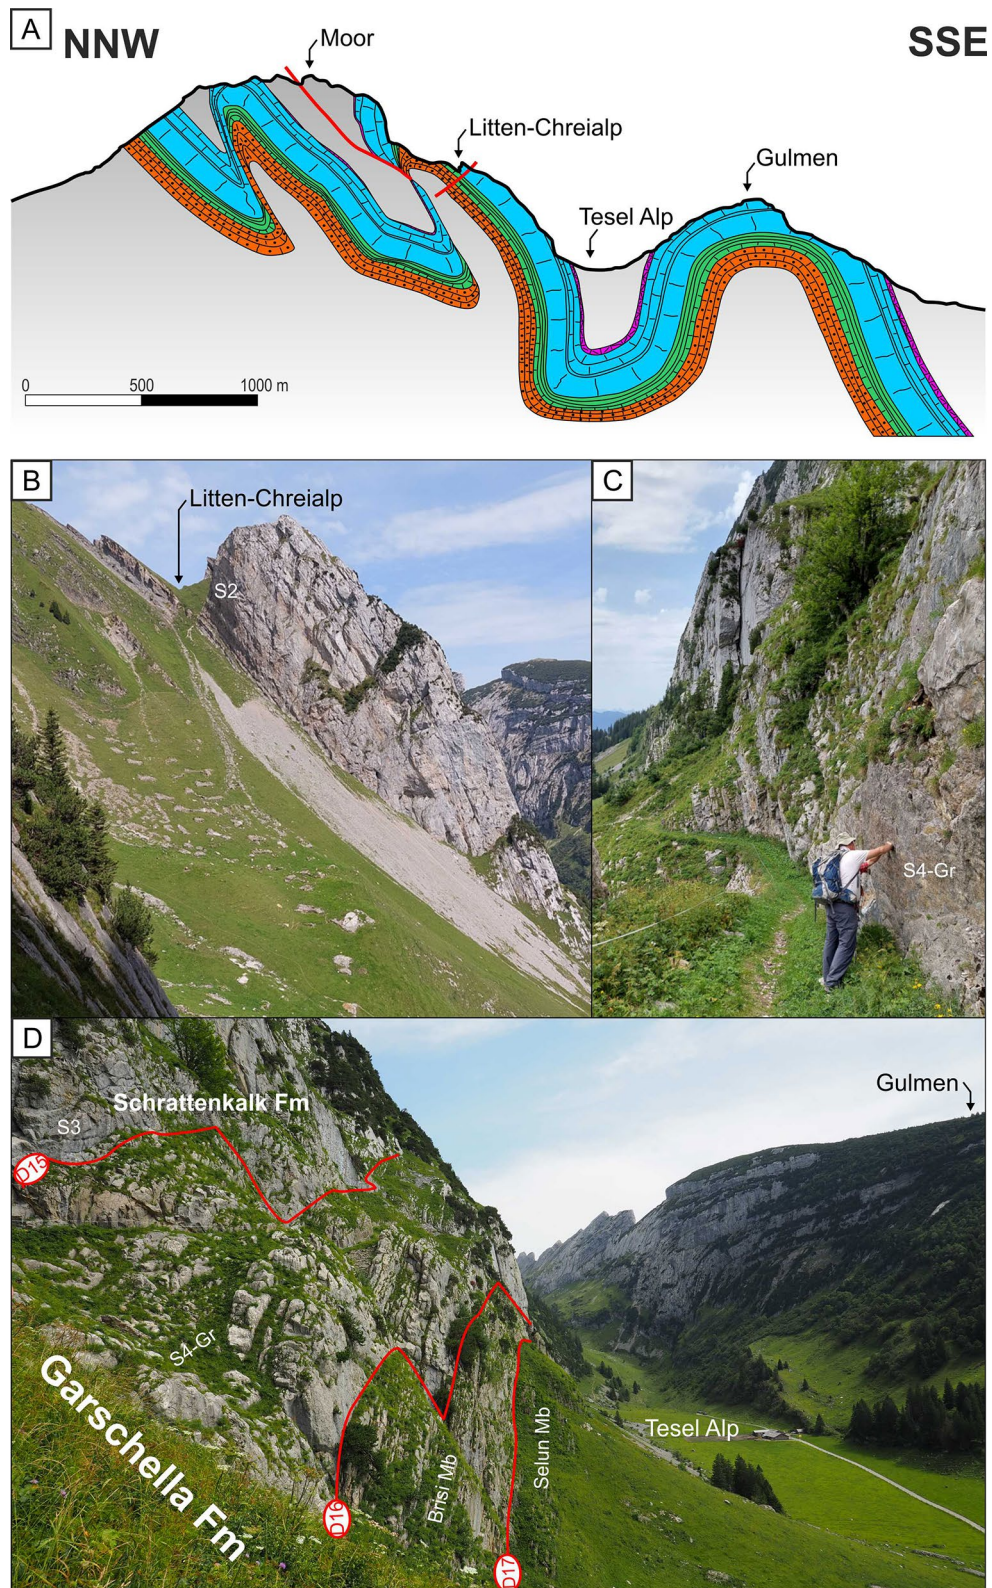 A
NNW
SSE
Moor
Litten-Chreialp
Gulmen
Tesel Alp
0 500 1000 m
B
Litten-Chreialp
S2
C
S4-Gr
D
Gulmen
Schrattenkalk Fm
S3
D15
S4-Gr
Garschella Fm
D16
Brisi Mb
Selun Mb
D17
Tesel Alp